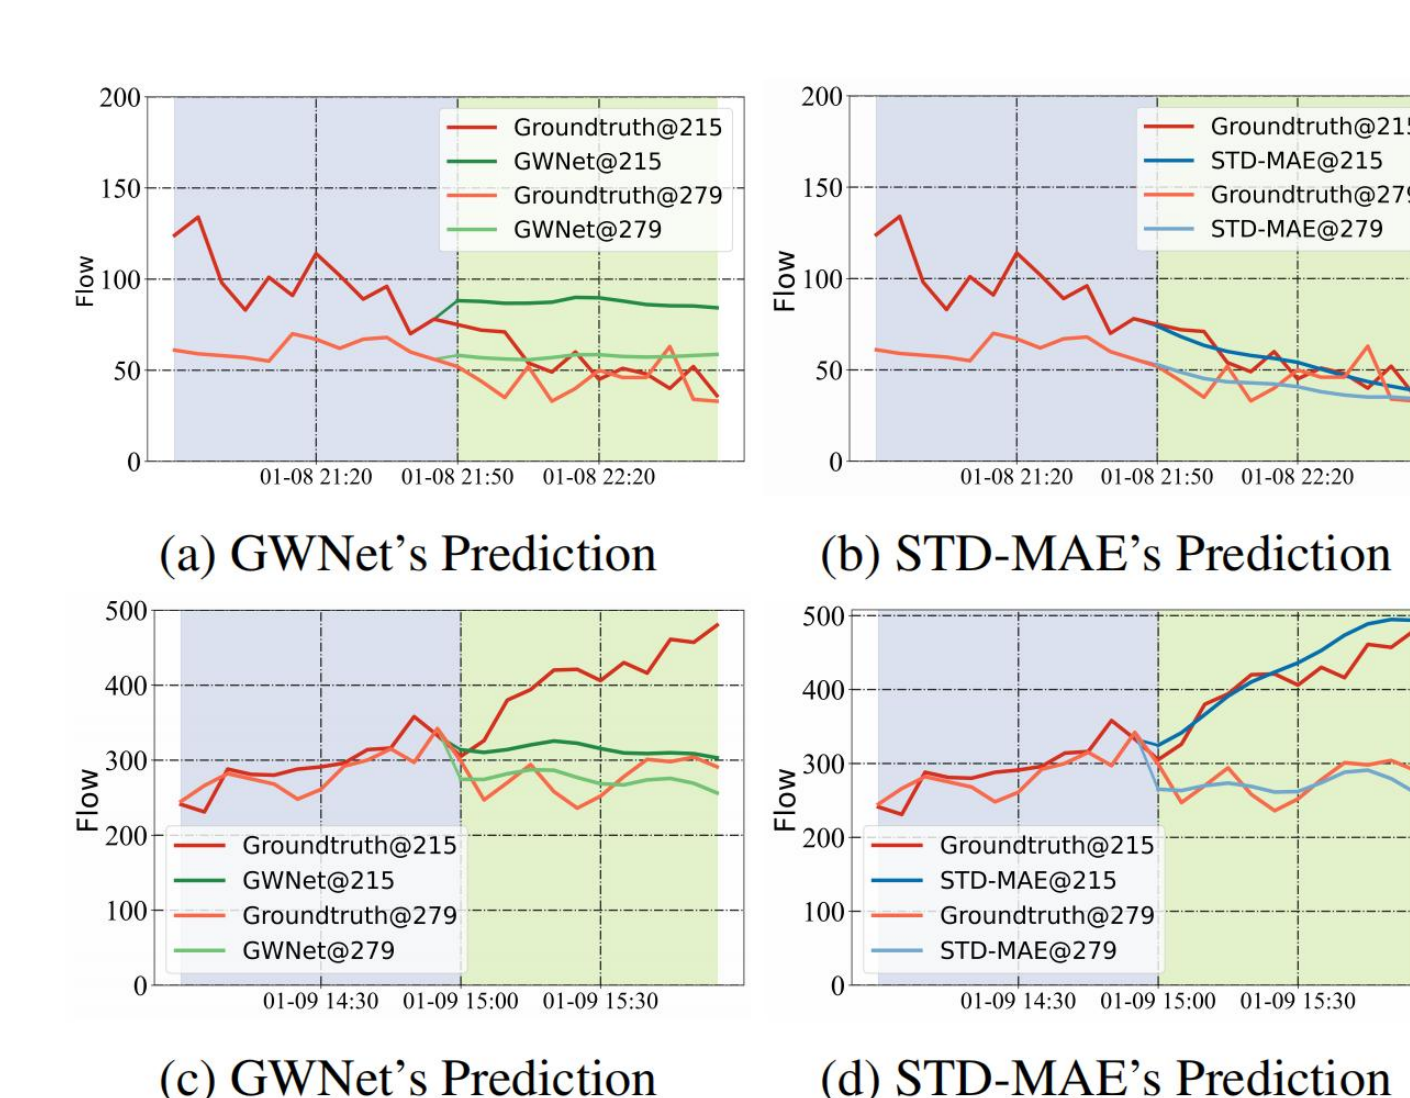 200
150
100
50
0
Flow
Groundtruth@215
GWNet@215
Groundtruth@279
GWNet@279
01-08 21:20 01-08 21:50 01-08 22:20
(a) GWNet's Prediction
200
150
100
50
0
Flow
Groundtruth@215
STD-MAE@215
Groundtruth@279
STD-MAE@279
01-08 21:20 01-08 21:50 01-08 22:20
(b) STD-MAE's Prediction
500
400
300
200
100
0
Flow
Groundtruth@215
GWNet@215
Groundtruth@279
GWNet@279
01-09 14:30 01-09 15:00 01-09 15:30
(c) GWNet's Prediction
500
400
300
200
100
0
Flow
Groundtruth@215
STD-MAE@215
Groundtruth@279
STD-MAE@279
01-09 14:30 01-09 15:00 01-09 15:30
(d) STD-MAE's Prediction